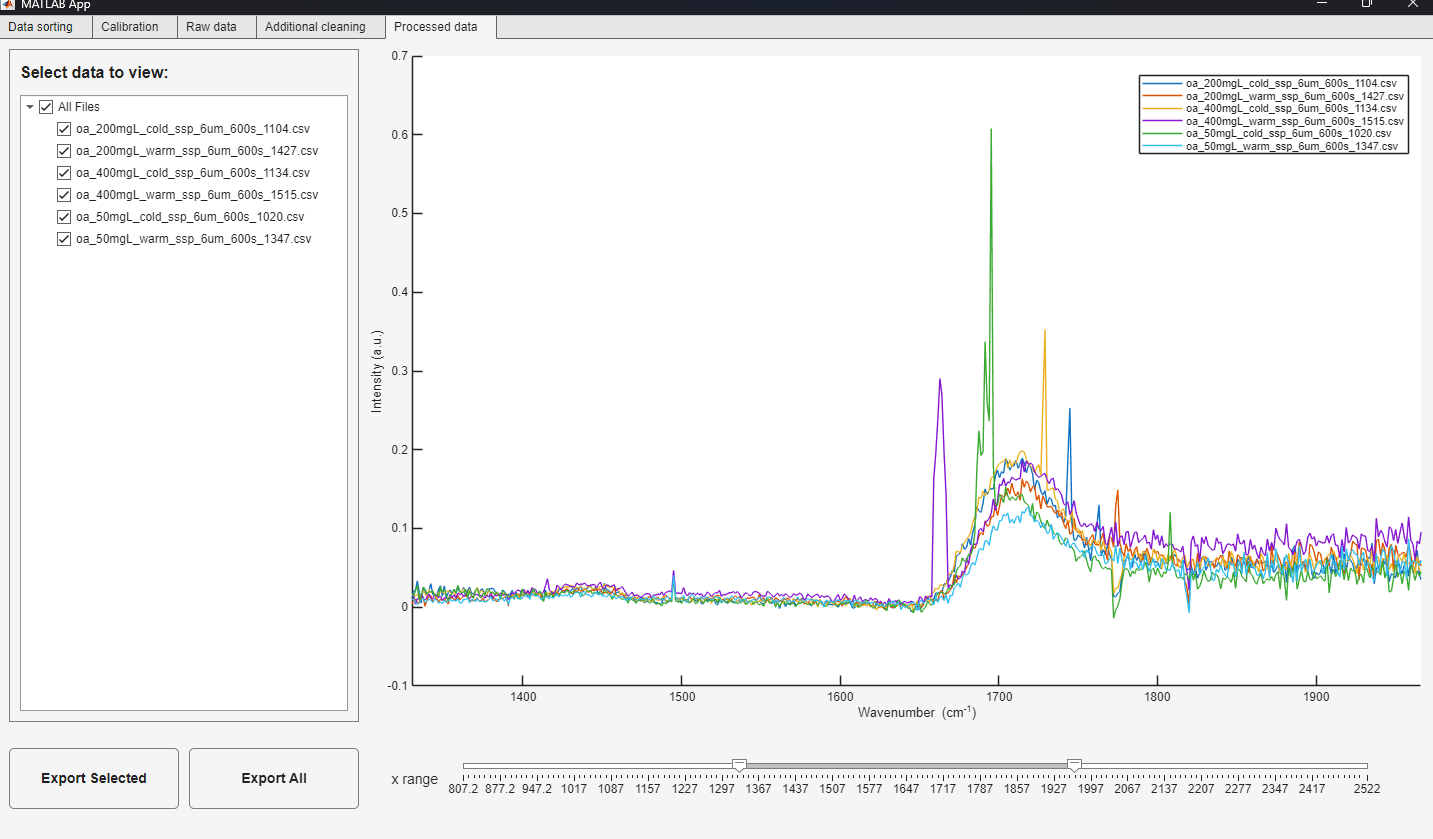 MATLAB App
Data sorting
Calibration
Raw data
Additional cleaning
Processed data
Select data to view:
All Files
oa_200mgL_cold_ssp_6um_600s_1104.csv
oa_200mgL_warm_ssp_6um_600s_1427.csv
oa_400mgL_cold_ssp_6um_600s_1134.csv
oa_400mgL_warm_ssp_6um_600s_1515.csv
oa_50mgL_cold_ssp_6um_600s_1020.csv
oa_50mgL_warm_ssp_6um_600s_1347.csv
Export Selected
Export All
0.7
0.6
0.5
0.4
0.3
0.2
0.1
0
-0.1
Intensity (a.u.)
oa_200mgL_cold_ssp_6um_600s_1104.csv
oa_200mgL_warm_ssp_6um_600s_1427.csv
oa_400mgL_cold_ssp_6um_600s_1134.csv
oa_400mgL_warm_ssp_6um_600s_1515.csv
oa_50mgL_cold_ssp_6um_600s_1020.csv
oa_50mgL_warm_ssp_6um_600s_1347.csv
1400 1500 1600 1700 1800 1900
Wavenumber (cm⁻¹)
x range
807.2 877.2 947.2 1017 1087 1157 1227 1297 1367 1437 1507 1577 1647 1717 1787 1857 1927 1997 2067 2137 2207 2277 2347 2417 2522